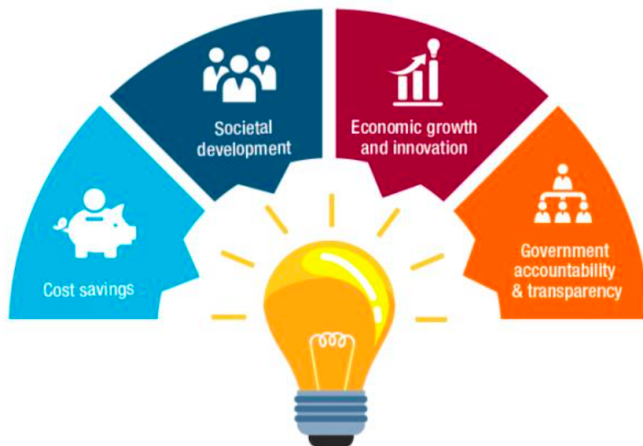 Cost savings
Societal
development
Economic growth
and innovation
Government
accountability
& transparency